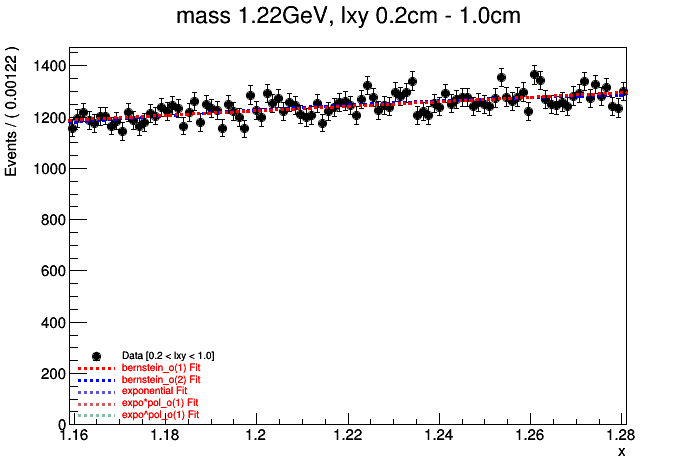 mass 1.22GeV, lxy 0.2cm - 1.0cm
Events / ( 0.00122 )
1400
1200
1000
800
600
400
200
0
Data [0.2 < lxy < 1.0]
bernstein_o(1) Fit
bernstein_o(2) Fit
exponential Fit
expo*pol_o(1) Fit
expo^pol_o(1) Fit
1.16 1.18 1.2 1.22 1.24 1.26 1.28
x